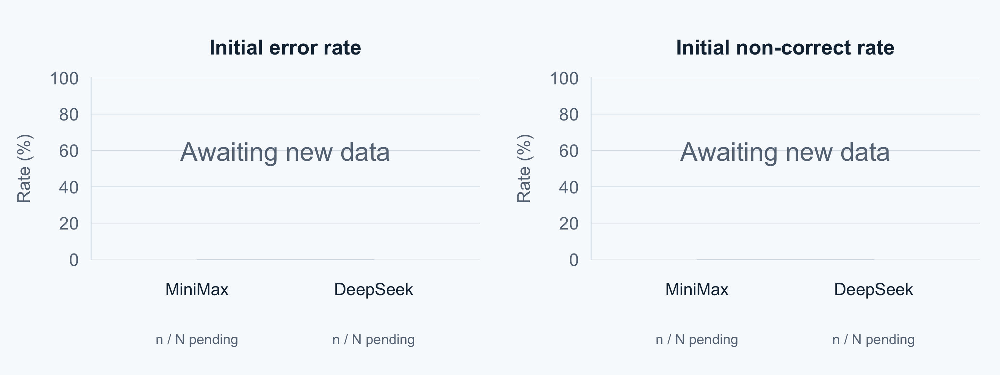 Initial error rate
100
80
60
40
20
0
Rate (%)
Awaiting new data
MiniMax
DeepSeek
n / N pending
n / N pending
Initial non-correct rate
100
80
60
40
20
0
Rate (%)
Awaiting new data
MiniMax
DeepSeek
n / N pending
n / N pending